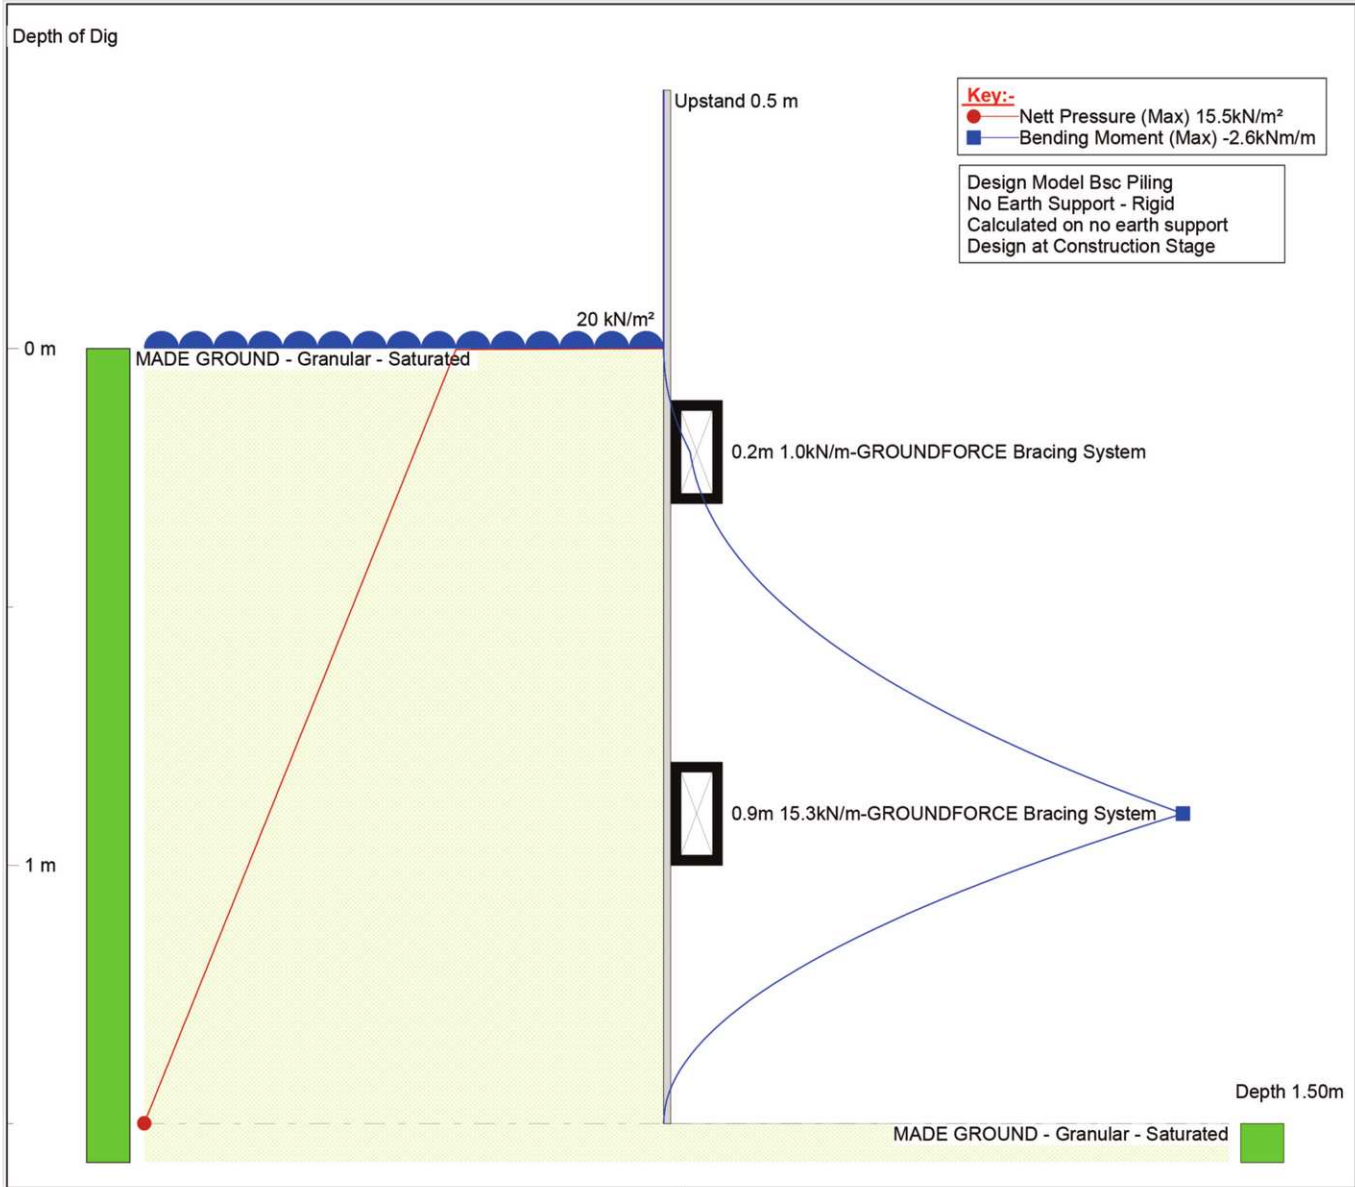 Depth of Dig
Upstand 0.5 m
Key:-
Nett Pressure (Max) 15.5kN/m²
Bending Moment (Max) -2.6kNm/m
Design Model Bsc Piling
No Earth Support - Rigid
Calculated on no earth support
Design at Construction Stage
20 kN/m²
0 m
MADE GROUND - Granular - Saturated
0.2m 1.0kN/m-GROUNDFORCE Bracing System
0.9m 15.3kN/m-GROUNDFORCE Bracing System
1 m
Depth 1.50m
MADE GROUND - Granular - Saturated